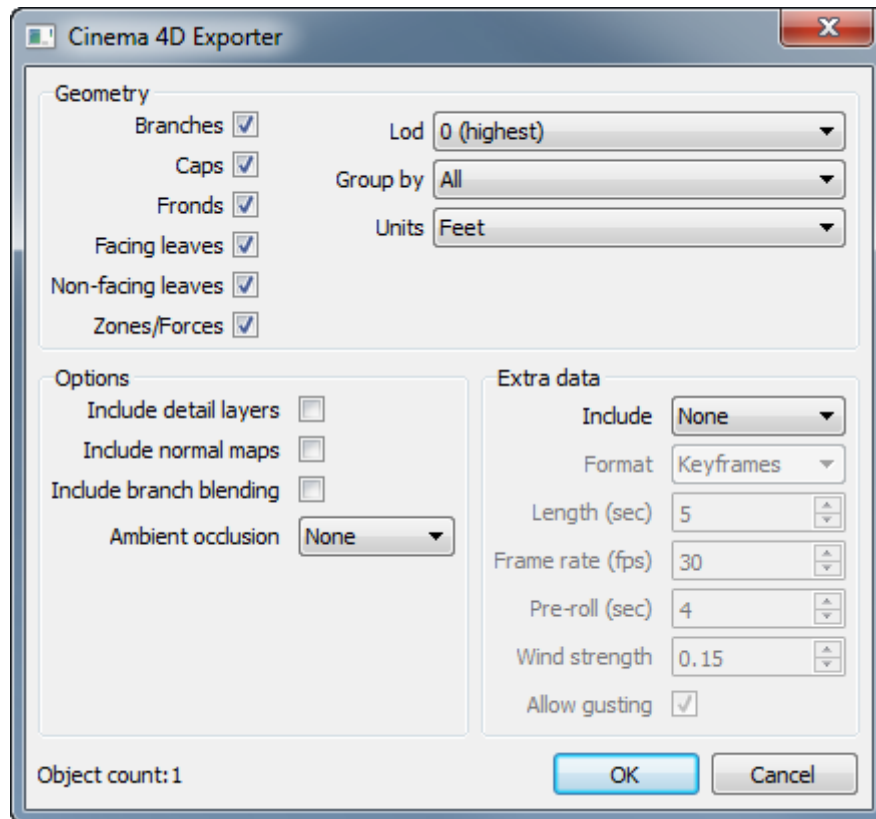 Cinema 4D Exporter
Geometry
Branches
Caps
Fronds
Facing leaves
Non-facing leaves
Zones/Forces
Lod 0 (highest)
Group by All
Units Feet
Options
Include detail layers
Include normal maps
Include branch blending
Ambient occlusion None
Extra data
Include None
Format Keyframes
Length (sec) 5
Frame rate (fps) 30
Pre-roll (sec) 4
Wind strength 0.15
Allow gusting
Object count:1
OK Cancel